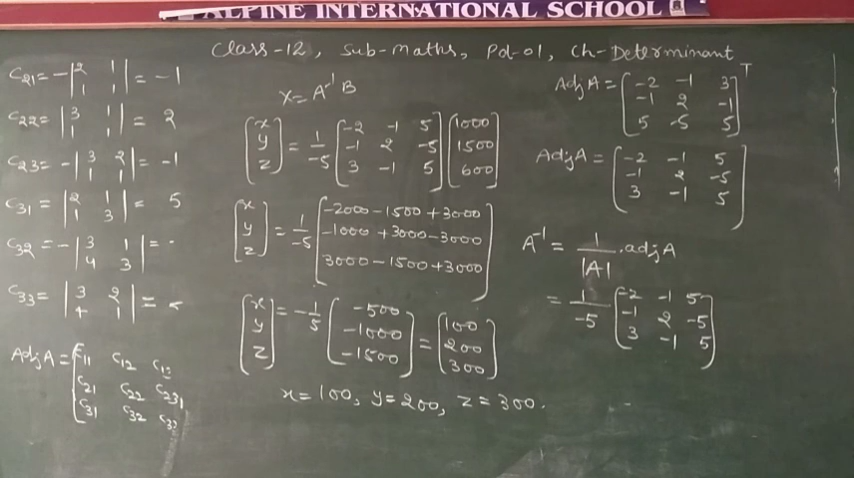 ALPINE INTERNATIONAL SCHOOL
Class-12, Sub-maths, Pd-01, Ch-Determinant
C21 = -|2 1; 1 1| = -1
C22 = |3 1; 1 1| = 2
C23 = -|3 2; 1 1| = -1
C31 = |2 1; 1 3| = 5
C32 = -|3 1; 4 3| = -
C33 = |3 2; 4 1| = -
AdjA = [C11 C12 C13
C21 C22 C23
C31 C32 C33]
X = A⁻¹ B
[x y z] = 1/-5 [-2 -1 5; -1 2 -5; 3 -1 5] [1000; 1500; 600]
[x y z] = 1/-5 [-2000 - 1500 + 3000
-1000 + 3000 - 3000
3000 - 1500 + 3000]
[x y z] = -1/5 [-500; -1000; -1500] = [100; 200; 300]
x = 100, y = 200, z = 300.
AdjA = [-2 -1 3; -1 2 -1; 5 -5 5]ᵀ
AdjA = [-2 -1 5; -1 2 -5; 3 -1 5]
A⁻¹ = 1/|A| . adjA
= 1/-5 [-2 -1 5; -1 2 -5; 3 -1 5]